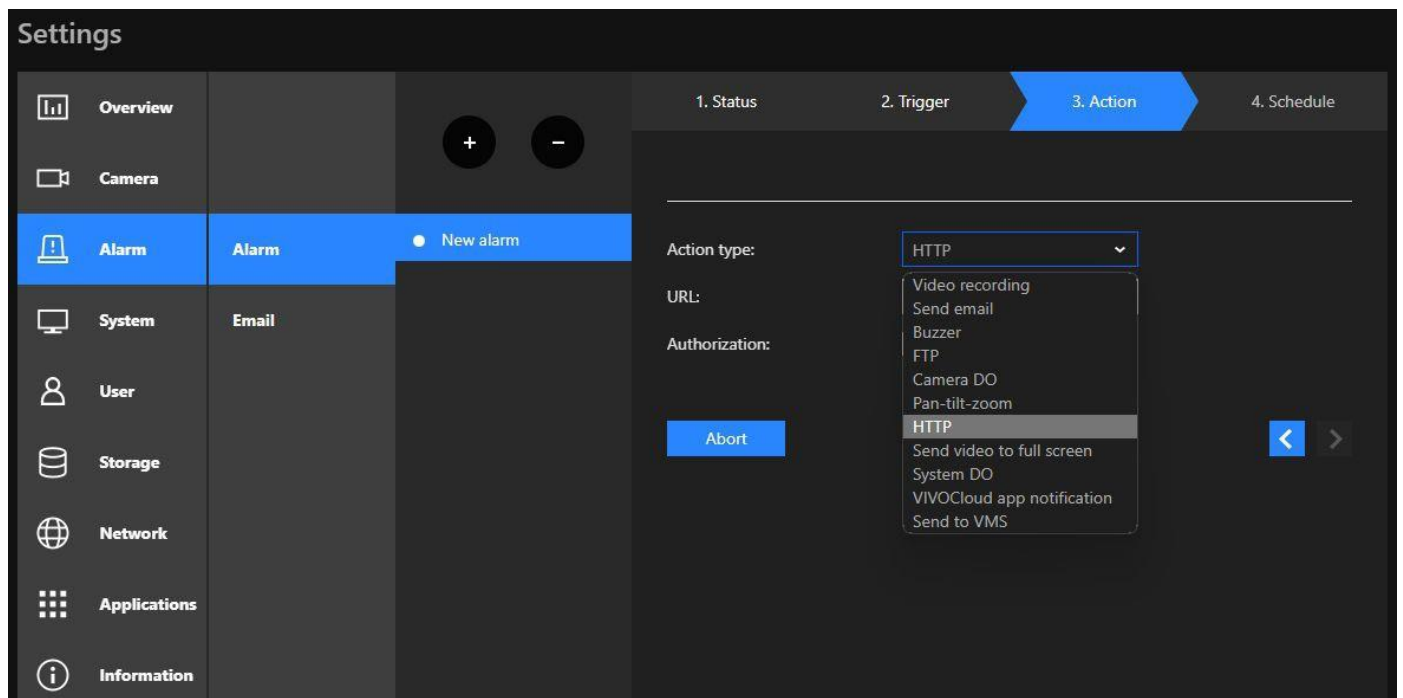 Settings
Overview
Camera
Alarm
System
User
Storage
Network
Applications
Information
Alarm
Email
+ −
New alarm
1. Status 2. Trigger 3. Action 4. Schedule
Action type: HTTP
URL:
Authorization:
Video recording
Send email
Buzzer
FTP
Camera DO
Pan-tilt-zoom
HTTP
Send video to full screen
System DO
VIVOCloud app notification
Send to VMS
Abort